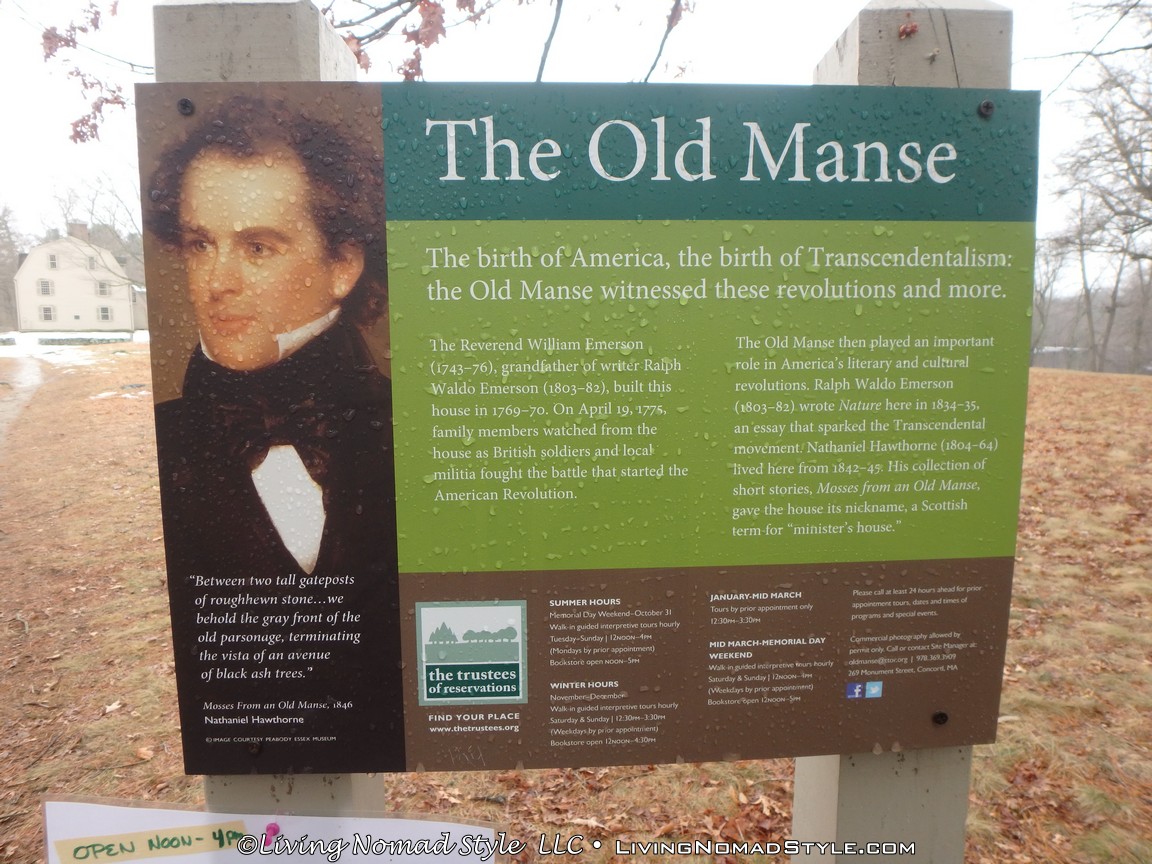 The Old Manse
The birth of America, the birth of Transcendentalism:
the Old Manse witnessed these revolutions and more.
The Reverend William Emerson
(1743–76), grandfather of writer Ralph
Waldo Emerson (1803–82), built this
house in 1769–70. On April 19, 1775,
family members watched from the
house as British soldiers and local
militia fought the battle that started the
American Revolution.
The Old Manse then played an important
role in America's literary and cultural
revolutions. Ralph Waldo Emerson
(1803–82) wrote Nature here in 1834–35,
an essay that sparked the Transcendental
movement. Nathaniel Hawthorne (1804–64)
lived here from 1842–45. His collection of
short stories, Mosses from an Old Manse,
gave the house its nickname, a Scottish
term for "minister's house."
"Between two tall gateposts
of roughhewn stone...we
behold the gray front of the
old parsonage, terminating
the vista of an avenue
of black ash trees."
Mosses From an Old Manse, 1846
Nathaniel Hawthorne
© IMAGE COURTESY PEABODY ESSEX MUSEUM
the trustees
of reservations
FIND YOUR PLACE
www.thetrustees.org
SUMMER HOURS
Memorial Day Weekend–October 31
Walk-in guided interpretive tours hourly
Tuesday–Sunday | 12NOON–4PM
(Mondays by prior appointment)
Bookstore open NOON–5PM
WINTER HOURS
November–December
Walk-in guided interpretive tours hourly
Saturday & Sunday | 12:30PM–3:30PM
(Weekdays by prior appointment)
Bookstore open 12NOON–4:30PM
JANUARY-MID MARCH
Tours by prior appointment only
12:30PM–3:30PM
MID MARCH-MEMORIAL DAY
WEEKEND
Walk-in guided interpretive tours hourly
Saturday & Sunday | 12NOON–4PM
(Weekdays by prior appointment)
Bookstore open 12NOON–5PM
Please call at least 24 hours ahead for prior
appointment tours, dates and times of
programs and special events.
Commercial photography allowed by
permit only. Call or contact Site Manager at:
oldmanse@ttor.org | 978.369.3909
269 Monument Street, Concord, MA
OPEN NOON- 4PM
©Living Nomad Style LLC • LivingNomadStyle.com